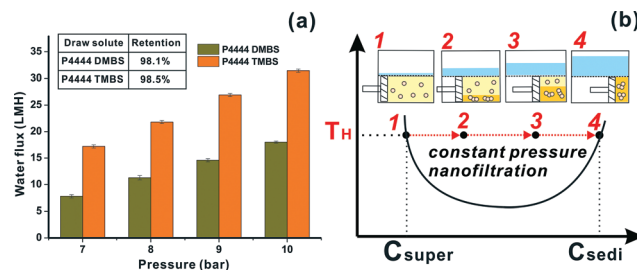 (a)
Draw solute Retention
P4444 DMBS 98.1%
P4444 TMBS 98.5%
P4444 DMBS
P4444 TMBS
Water flux (LMH)
35
30
25
20
15
10
5
0
7 8 9 10
Pressure (bar)
(b)
1 2 3 4
1 2 3 4
TH
constant pressure
nanofiltration
Csuper Csedi